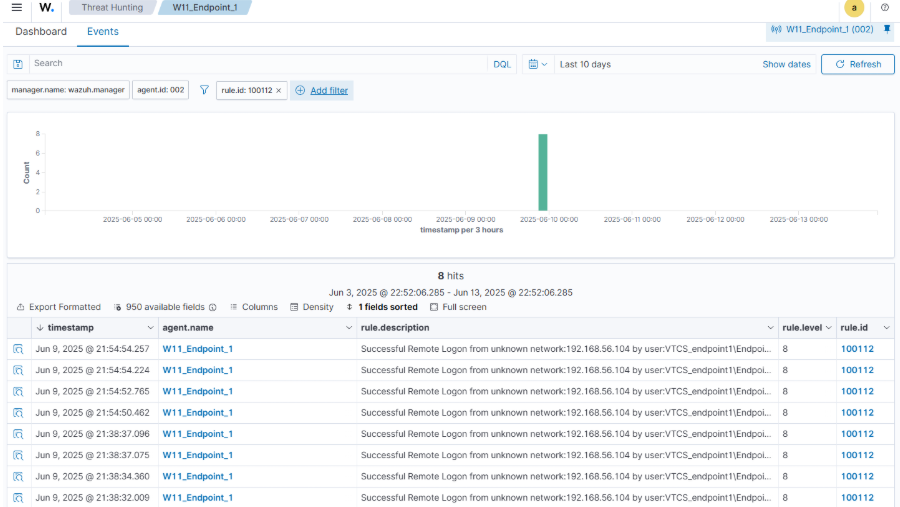 W. Threat Hunting W11_Endpoint_1 a
Dashboard Events W11_Endpoint_1 (002)
Search DQL Last 10 days Show dates Refresh
manager.name: wazuh.manager agent.id: 002 rule.id: 100112 × Add filter
Count
8
6
4
2
0
2025-06-05 00:00 2025-06-06 00:00 2025-06-07 00:00 2025-06-08 00:00 2025-06-09 00:00 2025-06-10 00:00 2025-06-11 00:00 2025-06-12 00:00 2025-06-13 00:00
timestamp per 3 hours
8 hits
Jun 3, 2025 @ 22:52:06.285 - Jun 13, 2025 @ 22:52:06.285
Export Formatted 950 available fields Columns Density 1 fields sorted Full screen
timestamp agent.name rule.description rule.level rule.id
Jun 9, 2025 @ 21:54:54.257 W11_Endpoint_1 Successful Remote Logon from unknown network:192.168.56.104 by user:VTCS_endpoint1\Endpoi... 8 100112
Jun 9, 2025 @ 21:54:54.224 W11_Endpoint_1 Successful Remote Logon from unknown network:192.168.56.104 by user:VTCS_endpoint1\Endpoi... 8 100112
Jun 9, 2025 @ 21:54:52.765 W11_Endpoint_1 Successful Remote Logon from unknown network:192.168.56.104 by user:VTCS_endpoint1\Endpoi... 8 100112
Jun 9, 2025 @ 21:54:50.462 W11_Endpoint_1 Successful Remote Logon from unknown network:192.168.56.104 by user:VTCS_endpoint1\Endpoi... 8 100112
Jun 9, 2025 @ 21:38:37.096 W11_Endpoint_1 Successful Remote Logon from unknown network:192.168.56.104 by user:VTCS_endpoint1\Endpoi... 8 100112
Jun 9, 2025 @ 21:38:37.075 W11_Endpoint_1 Successful Remote Logon from unknown network:192.168.56.104 by user:VTCS_endpoint1\Endpoi... 8 100112
Jun 9, 2025 @ 21:38:34.360 W11_Endpoint_1 Successful Remote Logon from unknown network:192.168.56.104 by user:VTCS_endpoint1\Endpoi... 8 100112
Jun 9, 2025 @ 21:38:32.009 W11_Endpoint_1 Successful Remote Logon from unknown network:192.168.56.104 by user:VTCS_endpoint1\Endpoi... 8 100112